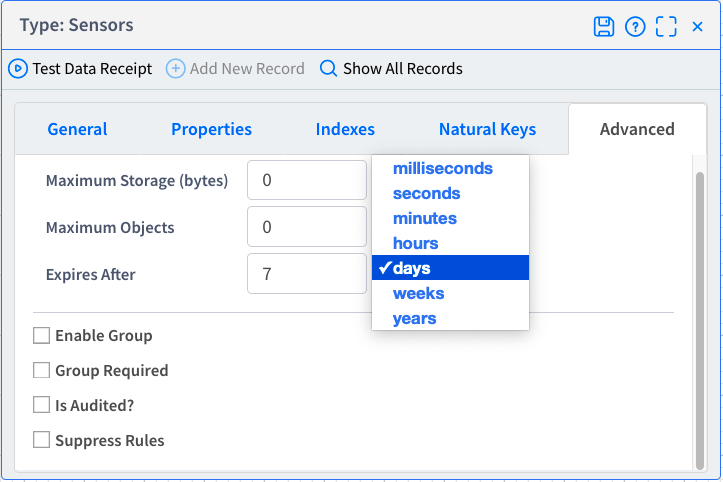 Type: Sensors
Test Data Receipt Add New Record Show All Records
General Properties Indexes Natural Keys Advanced
Maximum Storage (bytes) 0
Maximum Objects 0
Expires After 7
milliseconds
seconds
minutes
hours
✓days
weeks
years
Enable Group
Group Required
Is Audited?
Suppress Rules